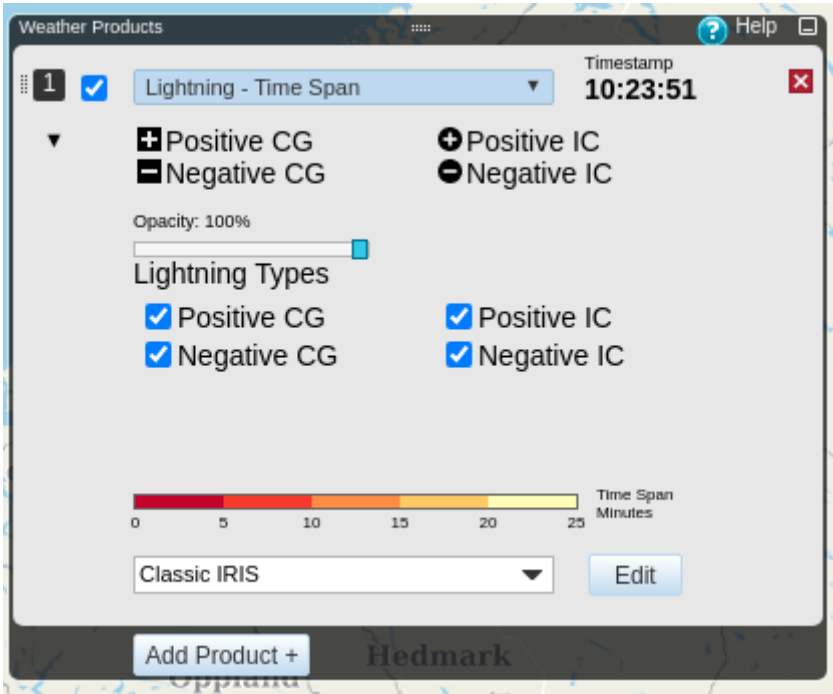 Weather Products
? Help
1 Lightning - Time Span ▼
Timestamp
10:23:51
Positive CG
Positive IC
Negative CG
Negative IC
Opacity: 100%
Lightning Types
Positive CG
Positive IC
Negative CG
Negative IC
Time Span
Minutes
0 5 10 15 20 25
Classic IRIS
Edit
Add Product +
Hedmark
Oppland